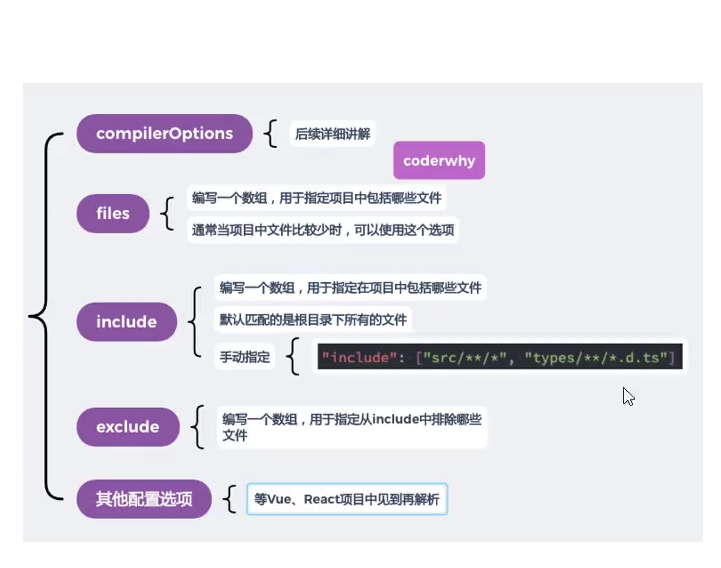 compilerOptions
后续详细讲解
coderwhy
files
编写一个数组，用于指定项目中包括哪些文件
通常当项目中文件比较少时，可以使用这个选项
include
编写一个数组，用于指定在项目中包括哪些文件
默认匹配的是根目录下所有的文件
手动指定
"include": ["src/**/*", "types/**/*.d.ts"]
exclude
编写一个数组，用于指定从include中排除哪些
文件
其他配置选项
等Vue、React项目中见到再解析